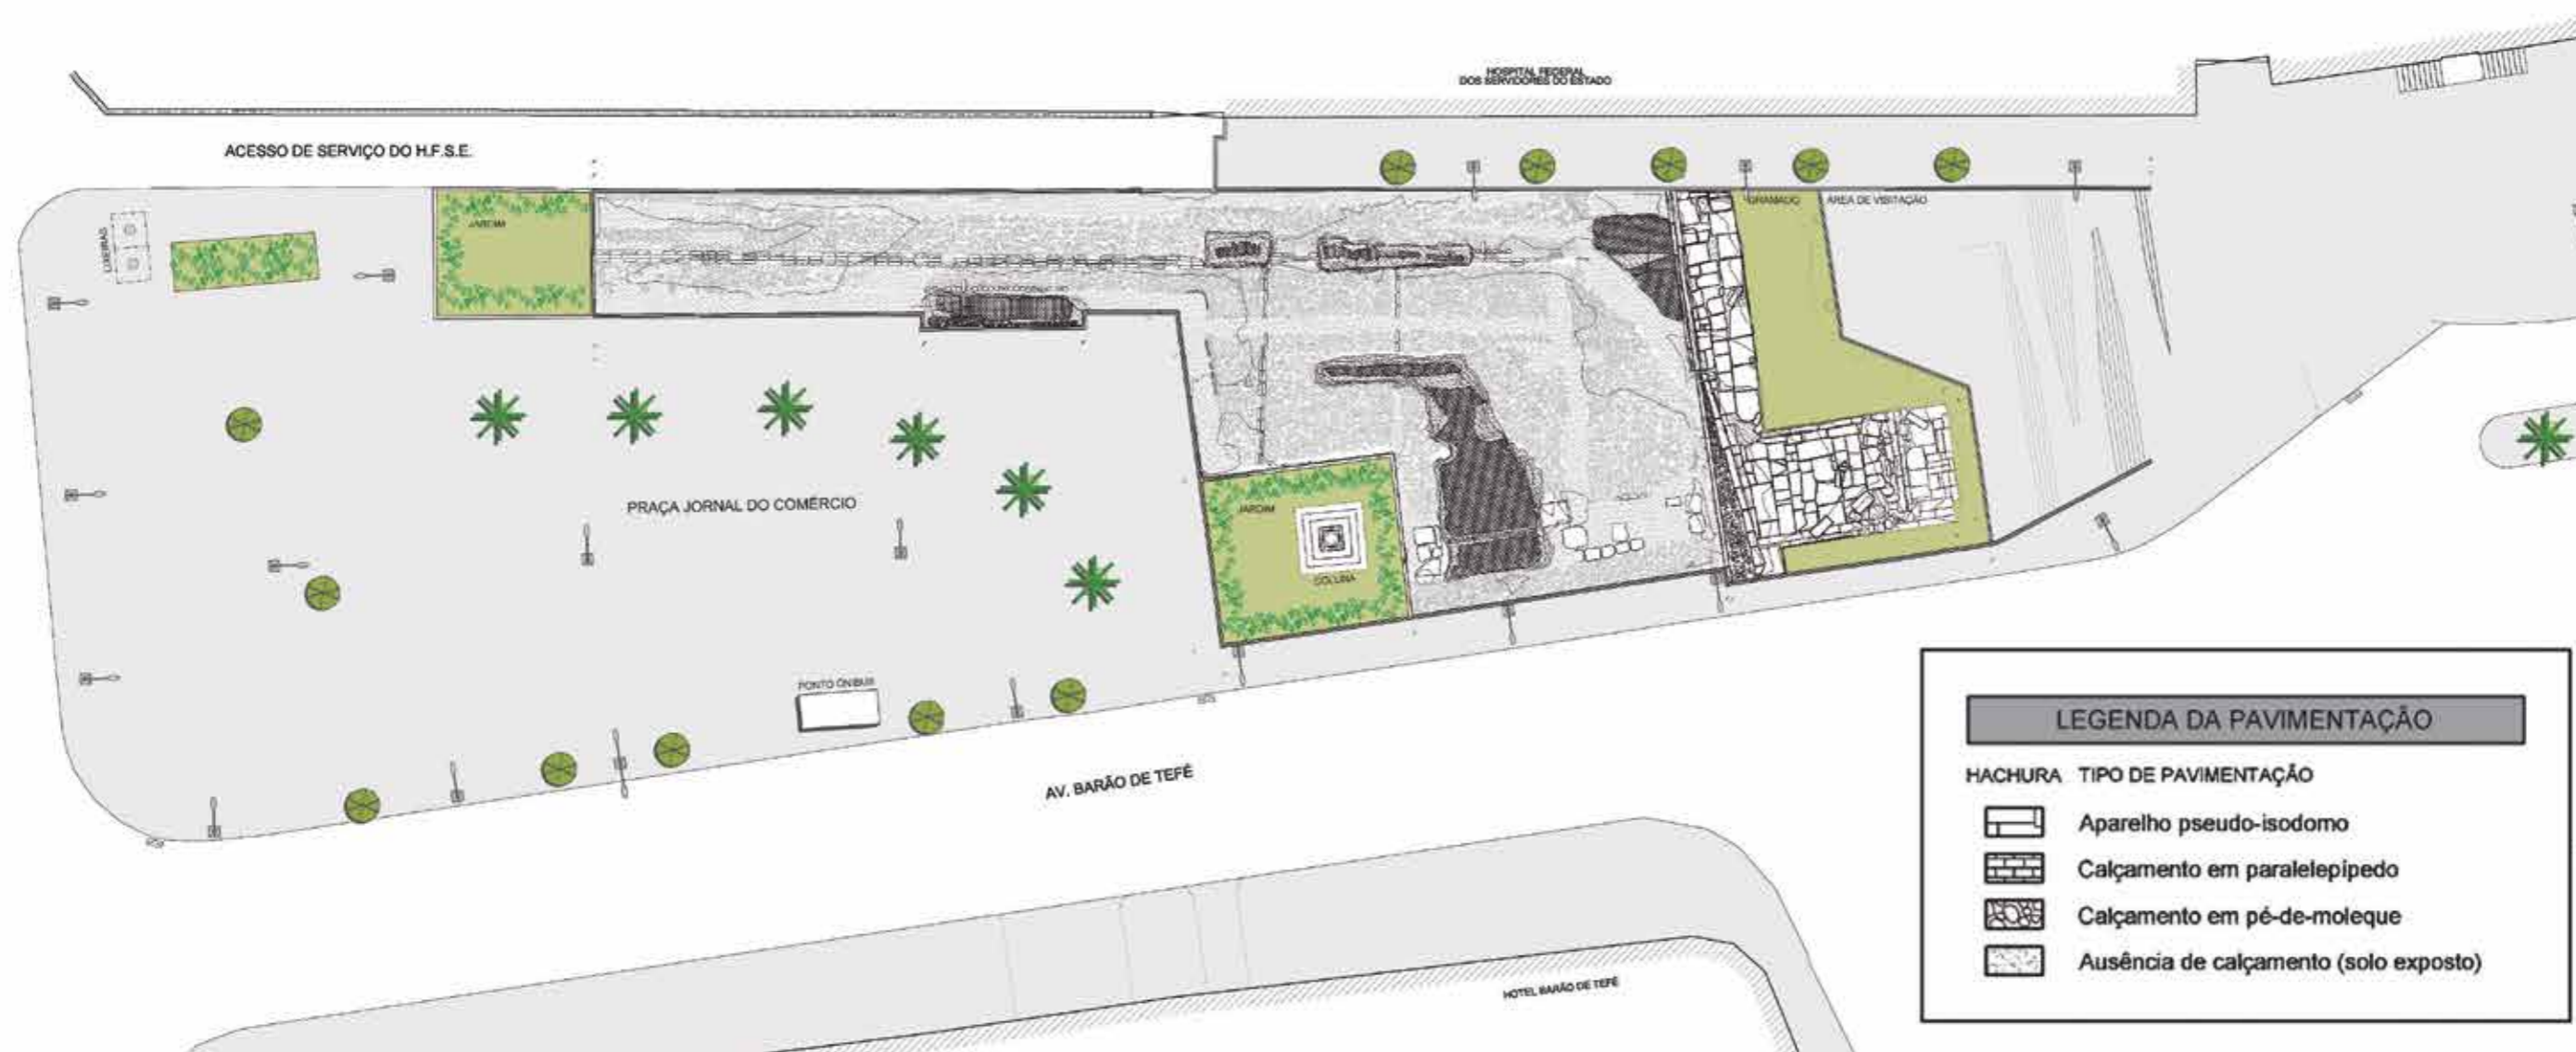 HOSPITAL FEDERAL
DOS SERVIDORES DO ESTADO
ACESSO DE SERVIÇO DO H.F.S.E.
LIXEIRAS
JARDIM
GRAMADO
ÁREA DE VISITAÇÃO
PRAÇA JORNAL DO COMÉRCIO
JARDIM
COLUNA
PONTO ÔNIBUS
AV. BARÃO DE TEFÉ
HOTEL BARÃO DE TEFÉ
LEGENDA DA PAVIMENTAÇÃO
HACHURA TIPO DE PAVIMENTAÇÃO
Aparelho pseudo-isodomo
Calçamento em paralelepípedo
Calçamento em pé-de-moleque
Ausência de calçamento (solo exposto)